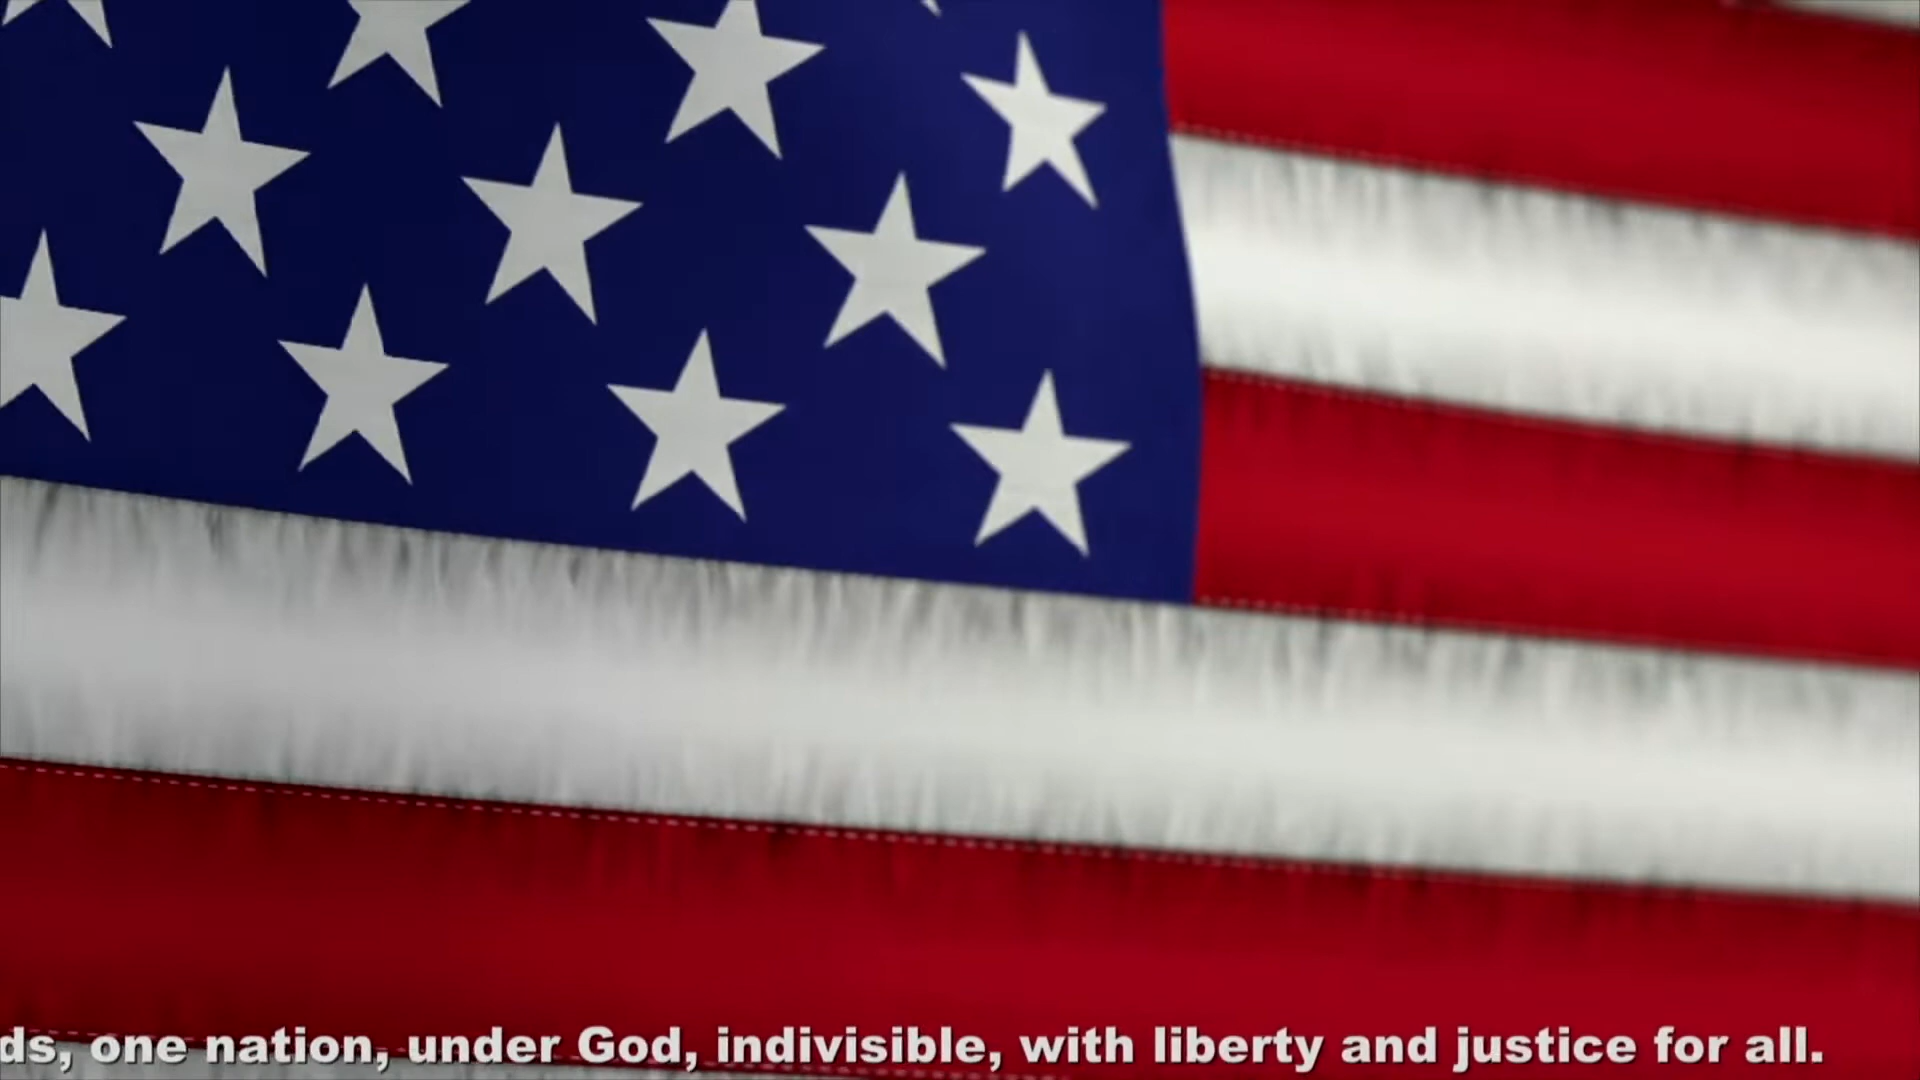 ds, one nation, under God, indivisible, with liberty and justice for all.